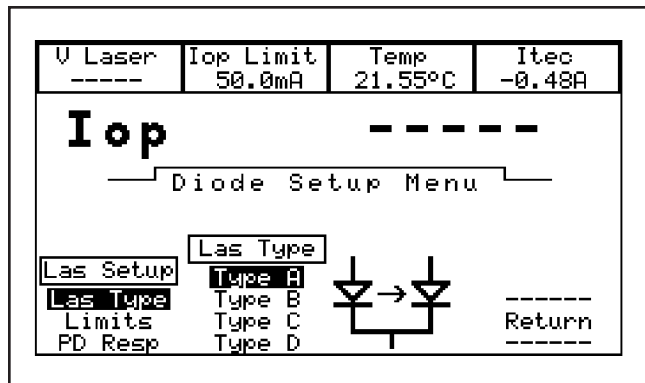 V Laser Iop Limit Temp Itec
----- 50.0mA 21.55°C -0.48A
Iop -----
Diode Setup Menu
Las Type
Las Setup Type A
Las Type Type B ------
Limits Type C Return
PD Resp Type D ------